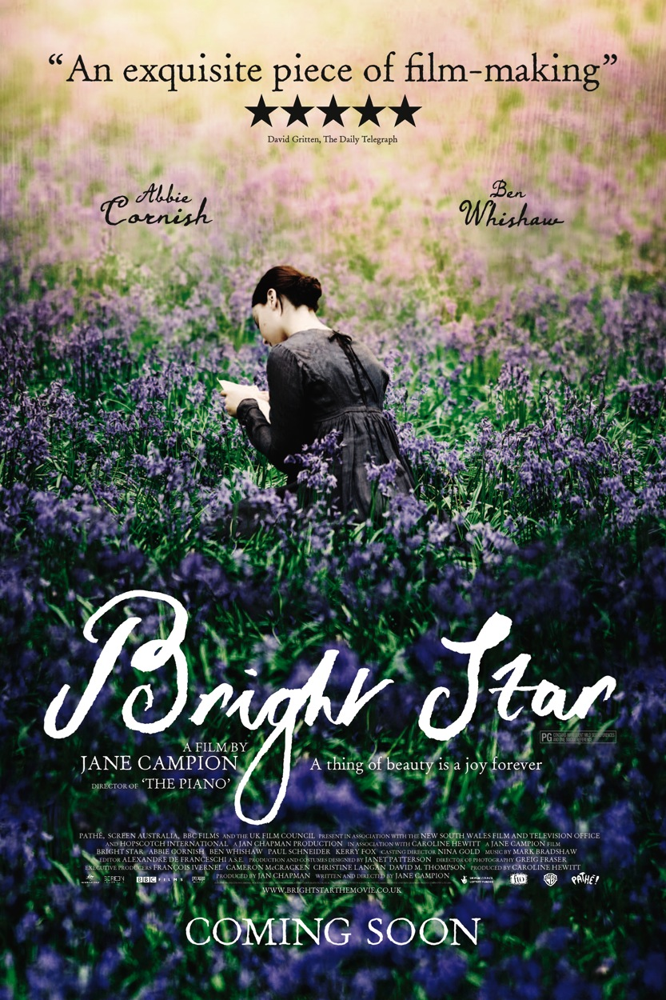 “An exquisite piece of film-making”
★★★★★
David Gritten, The Daily Telegraph
Abbie
Cornish
Ben
Whishaw
Bright Star
PG
A FILM BY
JANE CAMPION
DIRECTOR OF ‘THE PIANO’
A thing of beauty is a joy forever
PATHÉ, SCREEN AUSTRALIA, BBC FILMS AND THE UK FILM COUNCIL PRESENT IN ASSOCIATION WITH THE NEW SOUTH WALES FILM AND TELEVISION OFFICE
AND HOPSCOTCH INTERNATIONAL A JAN CHAPMAN PRODUCTION IN ASSOCIATION WITH CAROLINE HEWITT A JANE CAMPION FILM
BRIGHT STAR ABBIE CORNISH BEN WHISHAW PAUL SCHNEIDER KERRY FOX CASTING DIRECTOR NINA GOLD MUSIC BY MARK BRADSHAW
EDITOR ALEXANDRE DE FRANCESCHI A.S.E. PRODUCTION AND COSTUMES DESIGNED BY JANET PATTERSON DIRECTOR OF PHOTOGRAPHY GREIG FRASER
EXECUTIVE PRODUCERS FRANÇOIS IVERNEL CAMERON McCRACKEN CHRISTINE LANGAN DAVID M. THOMPSON PRODUCED BY CAROLINE HEWITT
PRODUCED BY JAN CHAPMAN WRITTEN AND DIRECTED BY JANE CAMPION
BBC FILMS PATHÉ!
WWW.BRIGHTSTARTHEMOVIE.CO.UK
COMING SOON